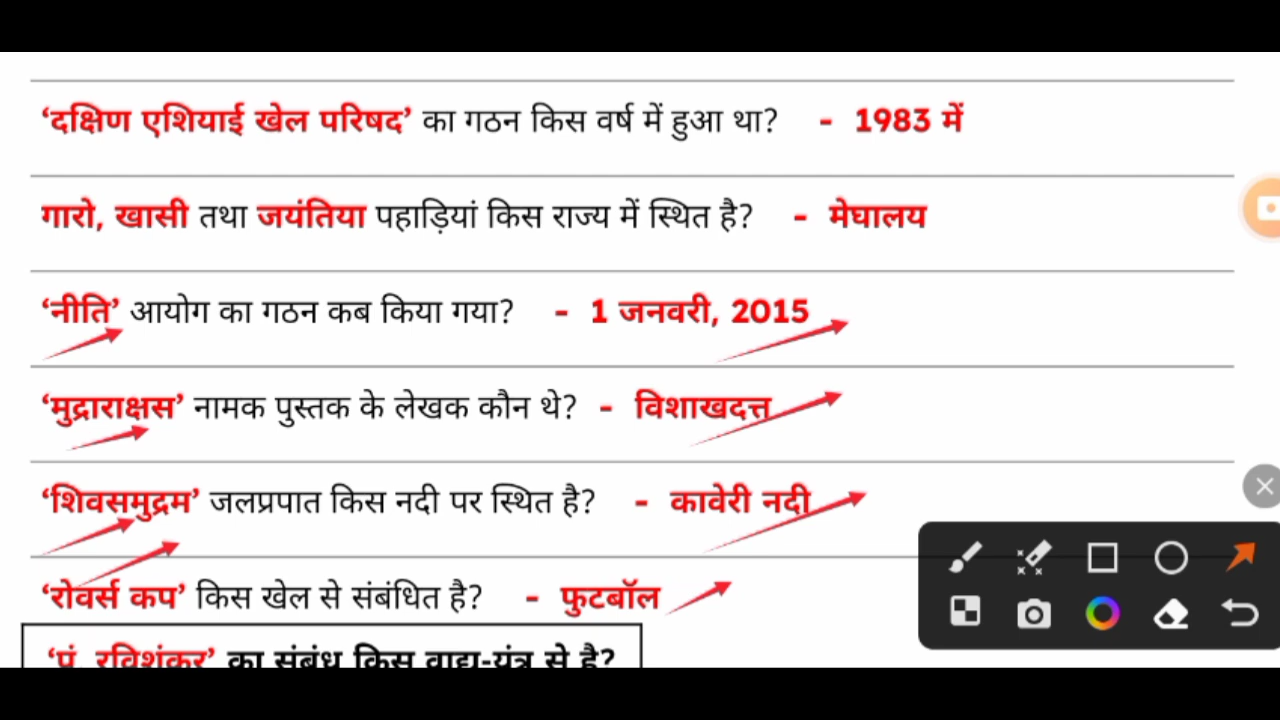 ‘दक्षिण एशियाई खेल परिषद’ का गठन किस वर्ष में हुआ था? - 1983 में
गारो, खासी तथा जयंतिया पहाड़ियां किस राज्य में स्थित है? - मेघालय
‘नीति’ आयोग का गठन कब किया गया? - 1 जनवरी, 2015
‘मुद्राराक्षस’ नामक पुस्तक के लेखक कौन थे? - विशाखदत्त
‘शिवसमुद्रम’ जलप्रपात किस नदी पर स्थित है? - कावेरी नदी
‘रोवर्स कप’ किस खेल से संबंधित है? - फुटबॉल
‘पं. रविशंकर’ का संबंध किस वाद्य-यंत्र से है?